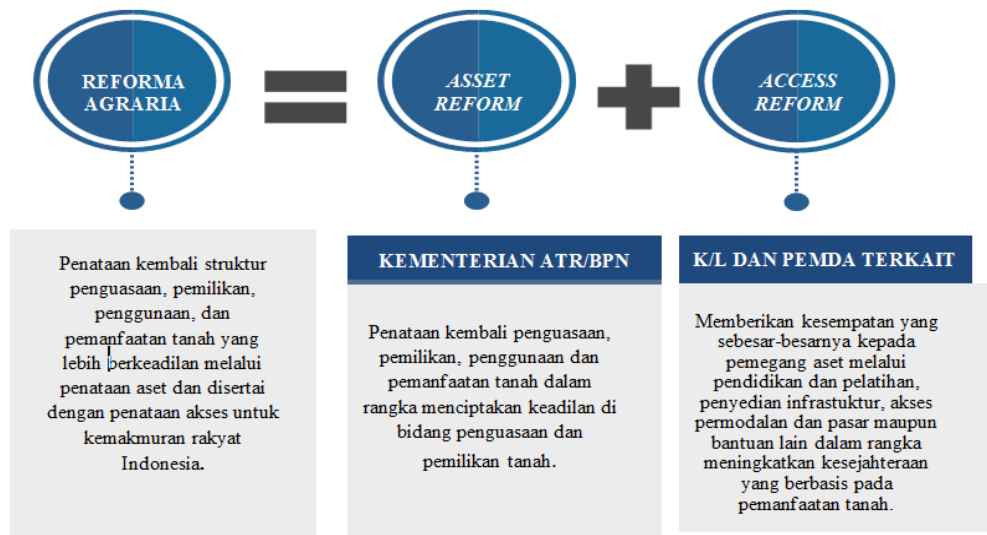 REFORMA
AGRARIA
ASSET
REFORM
ACCESS
REFORM
Penataan kembali struktur
penguasaan, pemilikan,
penggunaan, dan
pemanfaatan tanah yang
lebih berkeadilan melalui
penataan aset dan disertai
dengan penataan akses untuk
kemakmuran rakyat
Indonesia.
KEMENTERIAN ATR/BPN
Penataan kembali penguasaan,
pemilikan, penggunaan dan
pemanfaatan tanah dalam
rangka menciptakan keadilan di
bidang penguasaan dan
pemilikan tanah.
K/L DAN PEMDA TERKAIT
Memberikan kesempatan yang
sebesar-besarnya kepada
pemegang aset melalui
pendidikan dan pelatihan,
penyedian infrastuktur, akses
permodalan dan pasar maupun
bantuan lain dalam rangka
meningkatkan kesejahteraan
yang berbasis pada
pemanfaatan tanah.